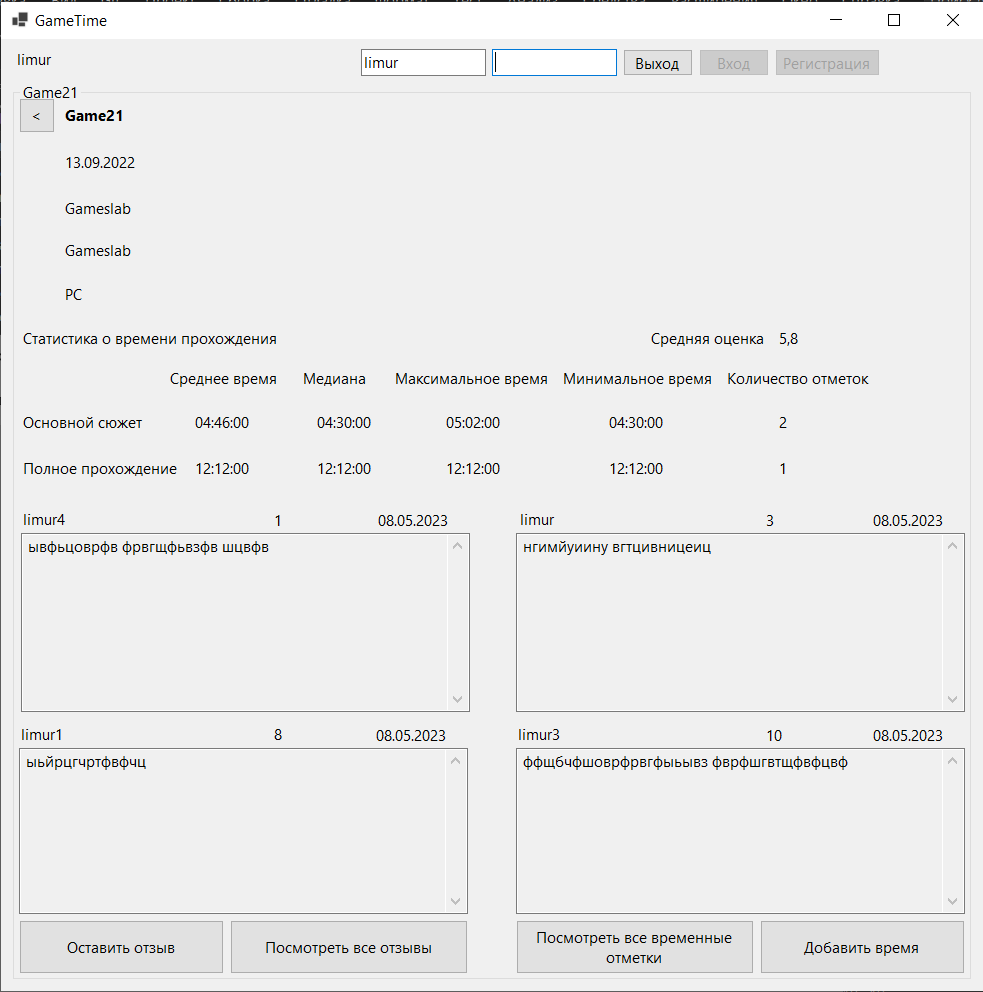 GameTime
limur limur Выход Вход Регистрация
Game21
< Game21
13.09.2022
Gameslab
Gameslab
PC
Статистика о времени прохождения Средняя оценка 5,8
Среднее время Медиана Максимальное время Минимальное время Количество отметок
Основной сюжет 04:46:00 04:30:00 05:02:00 04:30:00 2
Полное прохождение 12:12:00 12:12:00 12:12:00 12:12:00 1
limur4 1 08.05.2023 limur 3 08.05.2023
ывфьцоврфв фрвгщфьвзфв шцвфв нгимйуиину вгтцивницеиц
limur1 8 08.05.2023 limur3 10 08.05.2023
ыьйрцгчртфвфчц ффщбчфшоврфрвгфыьывз фврфшгвтщфвфцвф
Оставить отзыв Посмотреть все отзывы Посмотреть все временные
отметки Добавить время